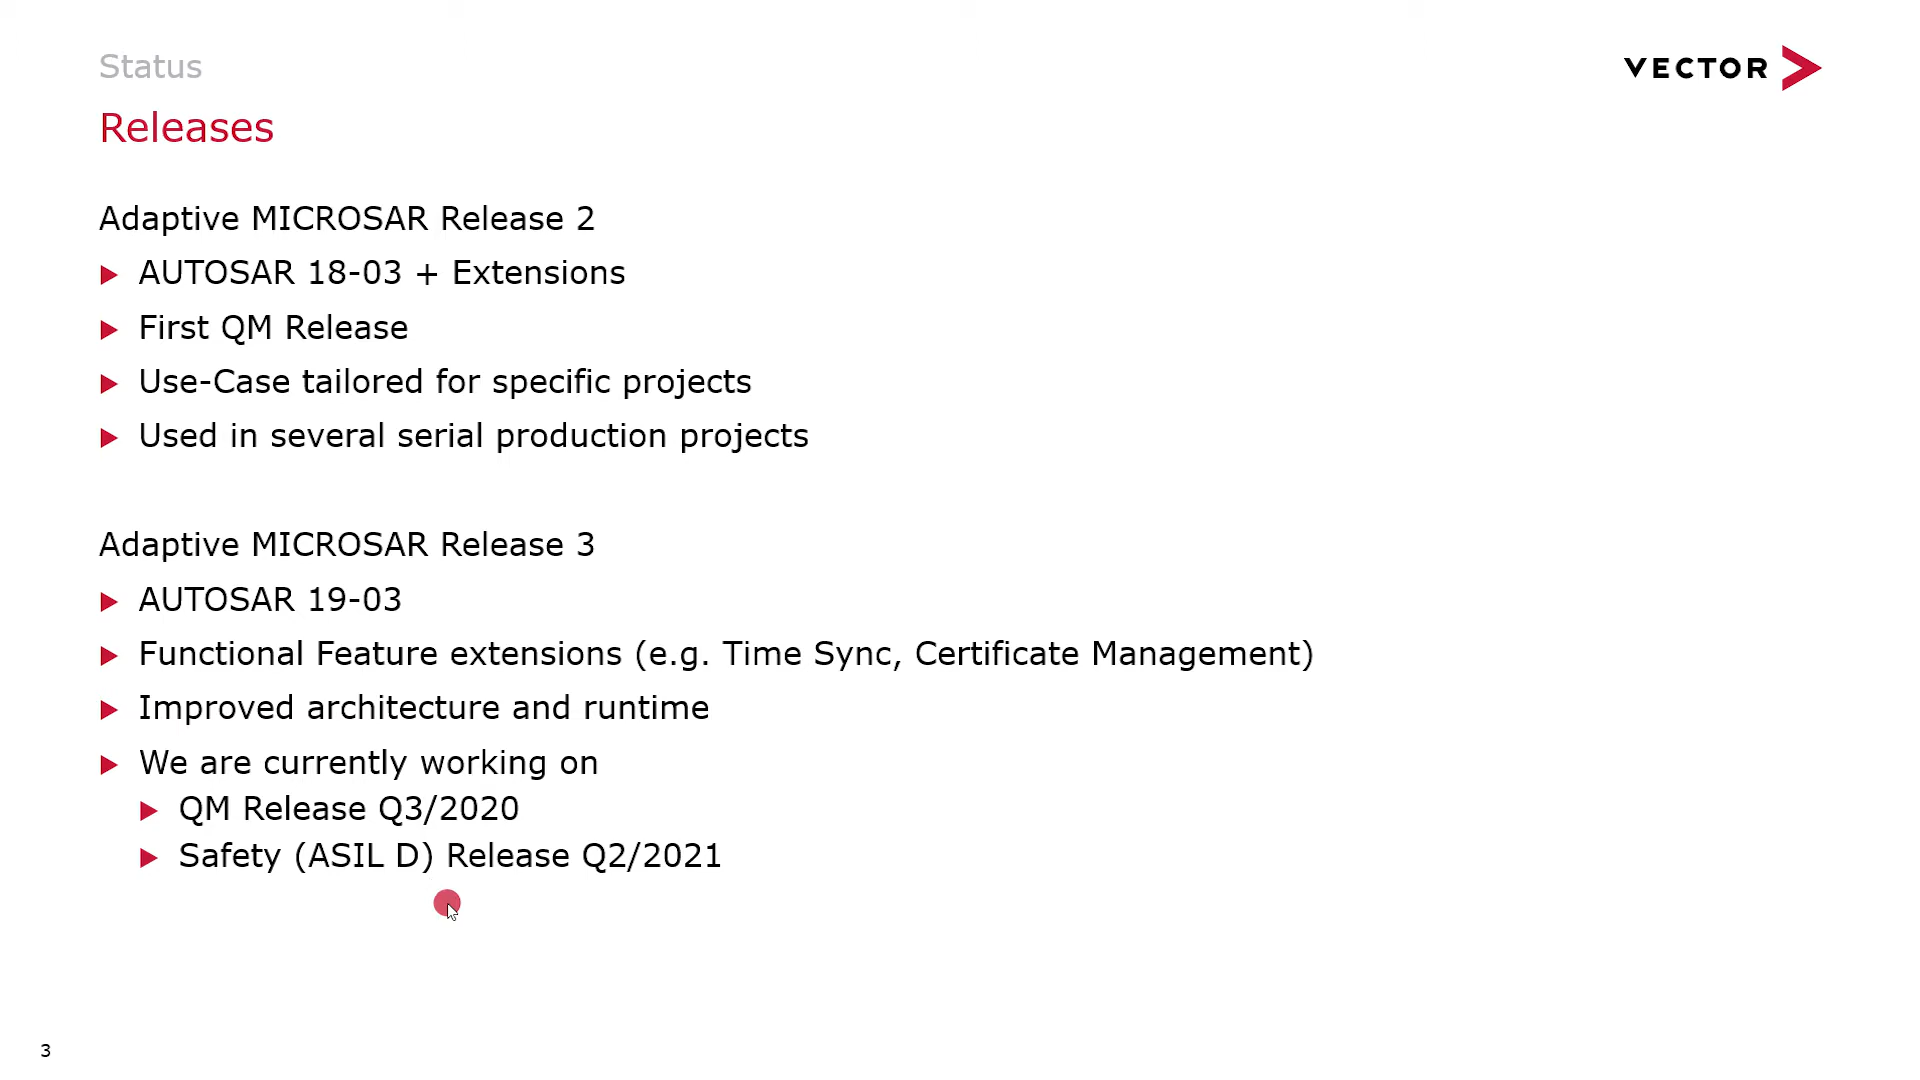 Status
VECTOR
Releases
Adaptive MICROSAR Release 2
AUTOSAR 18-03 + Extensions
First QM Release
Use-Case tailored for specific projects
Used in several serial production projects
Adaptive MICROSAR Release 3
AUTOSAR 19-03
Functional Feature extensions (e.g. Time Sync, Certificate Management)
Improved architecture and runtime
We are currently working on
QM Release Q3/2020
Safety (ASIL D) Release Q2/2021
3